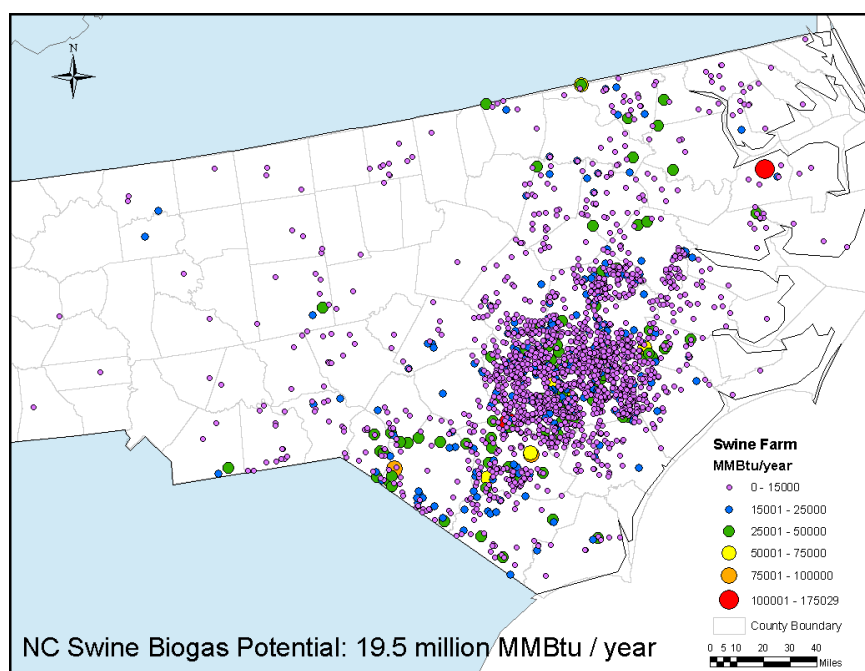 N
Swine Farm
MMBtu/year
0 - 15000
15001 - 25000
25001 - 50000
50001 - 75000
75001 - 100000
100001 - 175029
County Boundary
0 5 10 20 30 40
Miles
NC Swine Biogas Potential: 19.5 million MMBtu / year